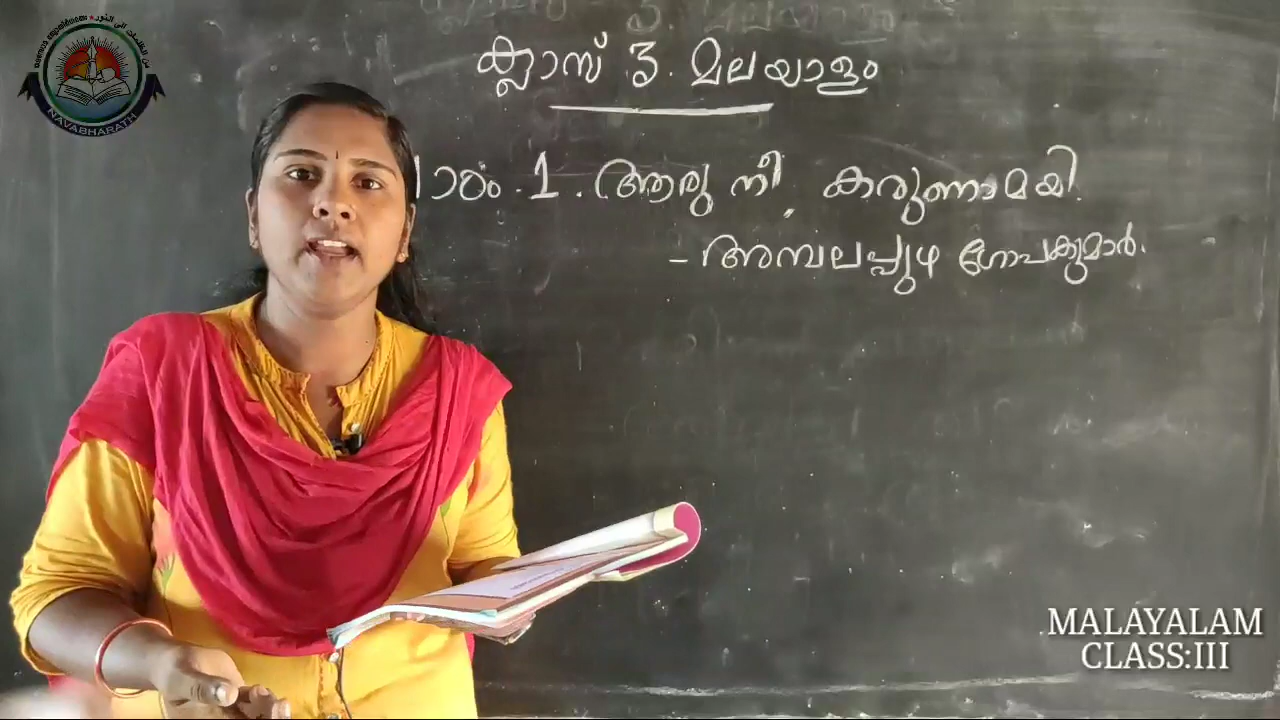 NAVABHARATH
ക്ലാസ് 3. മലയാളം
പാഠം . 1 . ആരു നീ, കരുണാമയി.
- അമ്പലപ്പുഴ ഗോപകുമാർ.
MALAYALAM
CLASS:III